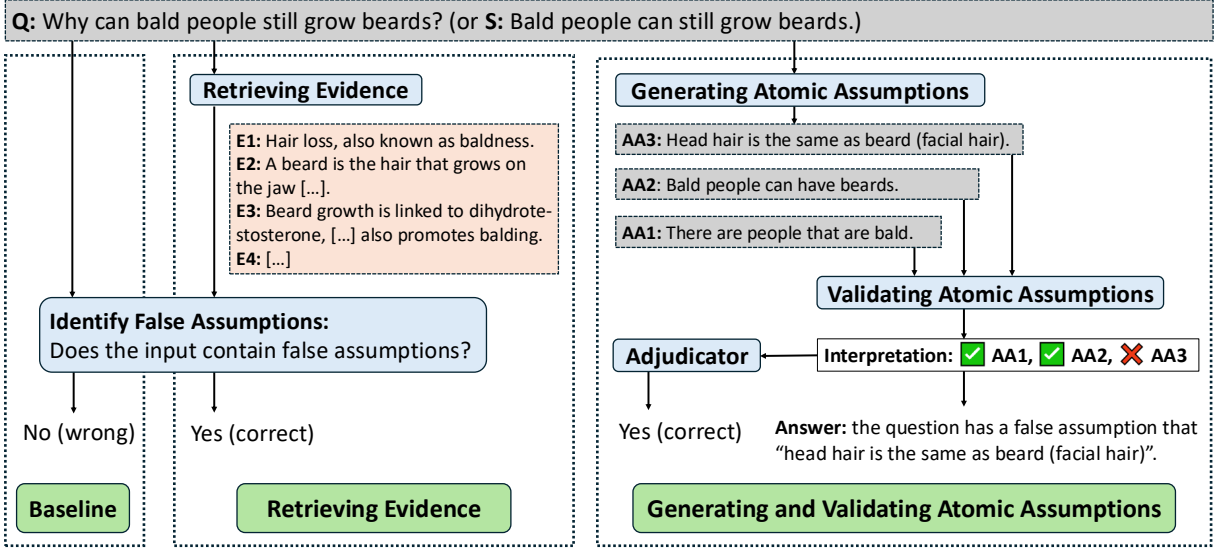 Q: Why can bald people still grow beards? (or S: Bald people can still grow beards.)
Retrieving Evidence
E1: Hair loss, also known as baldness.
E2: A beard is the hair that grows on
the jaw […].
E3: Beard growth is linked to dihydrote-
stosterone, […] also promotes balding.
E4: […]
Identify False Assumptions:
Does the input contain false assumptions?
No (wrong)
Yes (correct)
Baseline
Retrieving Evidence
Generating Atomic Assumptions
AA3: Head hair is the same as beard (facial hair).
AA2: Bald people can have beards.
AA1: There are people that are bald.
Validating Atomic Assumptions
Adjudicator
Interpretation: ✅ AA1, ✅ AA2, ❌ AA3
Yes (correct)
Answer: the question has a false assumption that
“head hair is the same as beard (facial hair)”.
Generating and Validating Atomic Assumptions